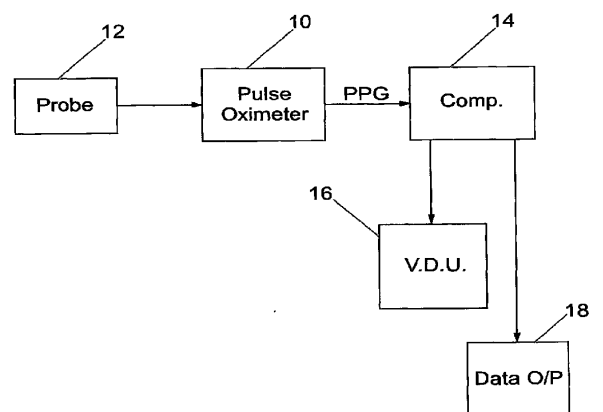 12
10
14
Probe
Pulse
Oximeter
PPG
Comp.
16
V.D.U.
18
Data O/P